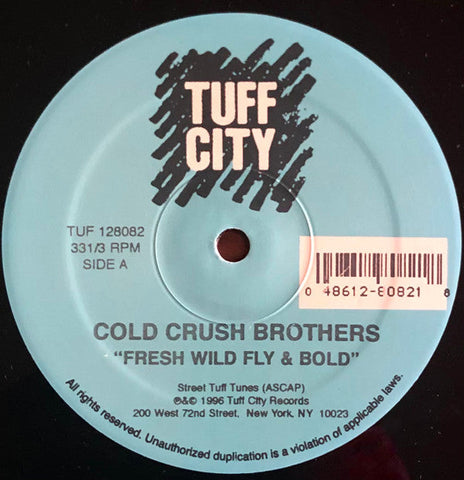 TUFF
CITY
TUF 128082
331/3 RPM
SIDE A
0 48612-80821 8
COLD CRUSH BROTHERS
"FRESH WILD FLY & BOLD"
Street Tuff Tunes (ASCAP)
℗&© 1996 Tuff City Records
200 West 72nd Street, New York, NY 10023
All rights reserved. Unauthorized duplication is a violation of applicable laws.